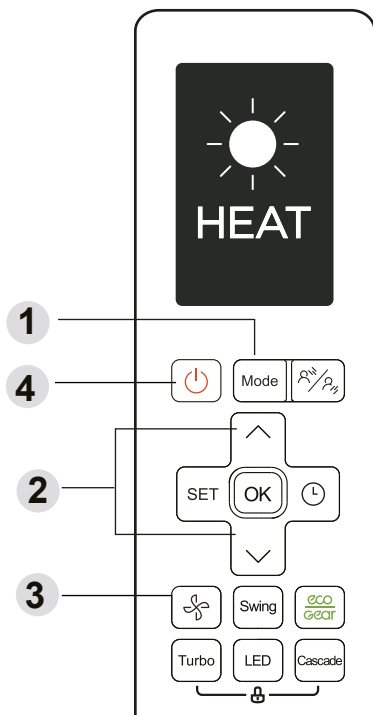 HEAT
1
4
Mode
2
SET OK
3
Swing eco
GEAR
Turbo LED Cascade